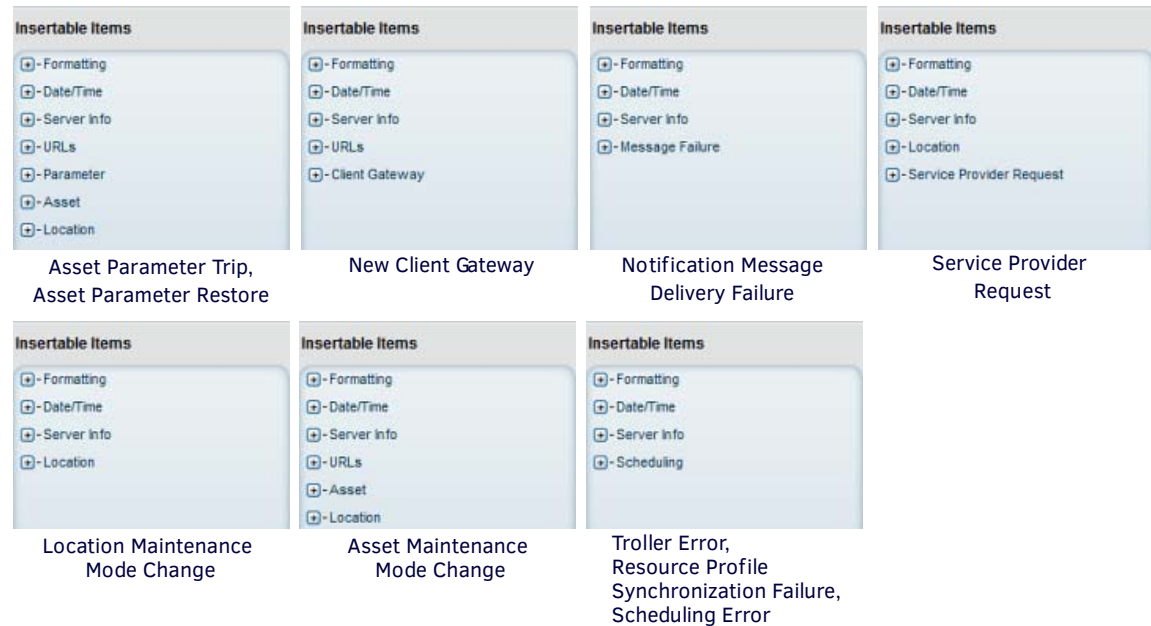 Insertable Items
Formatting
Date/Time
Server Info
URLs
Parameter
Asset
Location
Asset Parameter Trip,
Asset Parameter Restore
Insertable Items
Formatting
Date/Time
Server Info
URLs
Client Gateway
New Client Gateway
Insertable Items
Formatting
Date/Time
Server Info
Message Failure
Notification Message
Delivery Failure
Insertable Items
Formatting
Date/Time
Server Info
Location
Service Provider Request
Service Provider
Request
Insertable Items
Formatting
Date/Time
Server Info
Location
Location Maintenance
Mode Change
Insertable Items
Formatting
Date/Time
Server Info
URLs
Asset
Location
Asset Maintenance
Mode Change
Insertable Items
Formatting
Date/Time
Server Info
Scheduling
Troller Error,
Resource Profile
Synchronization Failure,
Scheduling Error